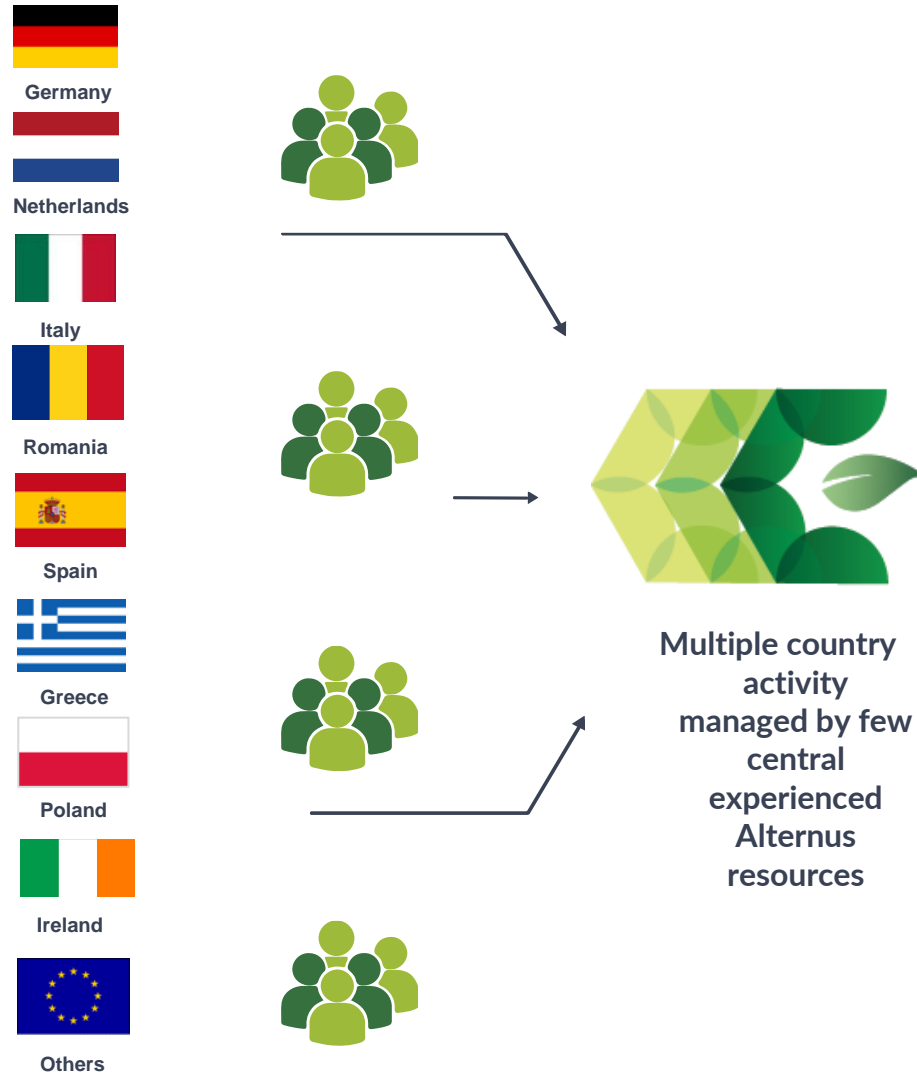 Germany
Netherlands
Italy
Romania
Spain
Greece
Poland
Ireland
Others
Multiple country
activity
managed by few
central
experienced
Alternus
resources